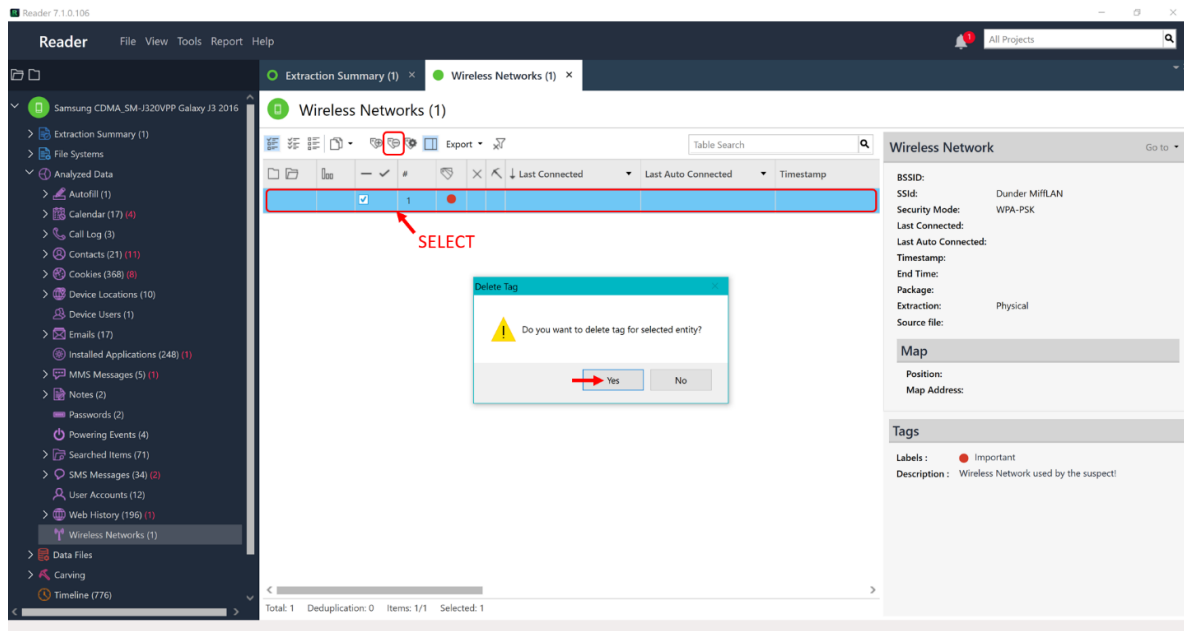 Reader 7.1.0.106
Reader File View Tools Report Help
1
All Projects
Extraction Summary (1) ×
Wireless Networks (1) ×
Samsung CDMA_SM-J320VPP Galaxy J3 2016
Extraction Summary (1)
File Systems
Analyzed Data
Autofill (1)
Calendar (17) (4)
Call Log (3)
Contacts (21) (11)
Cookies (368) (8)
Device Locations (10)
Device Users (1)
Emails (17)
Installed Applications (248) (1)
MMS Messages (5) (1)
Notes (2)
Passwords (2)
Powering Events (4)
Searched Items (71)
SMS Messages (34) (2)
User Accounts (12)
Web History (196) (1)
Wireless Networks (1)
Data Files
Carving
Timeline (776)
Wireless Networks (1)
Export
Table Search
# Last Connected Last Auto Connected Timestamp
1
SELECT
Delete Tag
Do you want to delete tag for selected entity?
Yes No
Total: 1 Deduplication: 0 Items: 1/1 Selected: 1
Wireless Network Go to
BSSID:
SSId: Dunder MifflAN
Security Mode: WPA-PSK
Last Connected:
Last Auto Connected:
Timestamp:
End Time:
Package:
Extraction: Physical
Source file:
Map
Position:
Map Address:
Tags
Labels : Important
Description : Wireless Network used by the suspect!